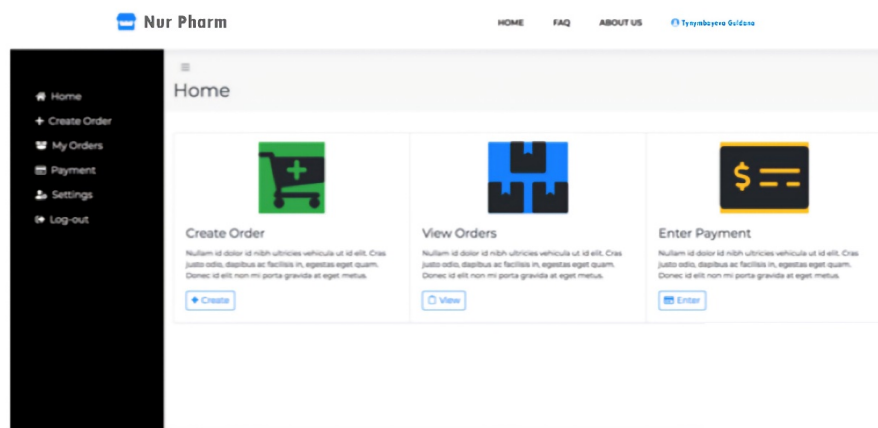 Nur Pharm
HOME FAQ ABOUT US Tynymbayeva Guldana
Home
Create Order
My Orders
Payment
Settings
Log-out
Home
Create Order
Nullam id dolor id nibh ultricies vehicula ut id elit. Cras
justo odio, dapibus ac facilisis in, egestas eget quam.
Donec id elit non mi porta gravida at eget metus.
Create
View Orders
Nullam id dolor id nibh ultricies vehicula ut id elit. Cras
justo odio, dapibus ac facilisis in, egestas eget quam.
Donec id elit non mi porta gravida at eget metus.
View
$
Enter Payment
Nullam id dolor id nibh ultricies vehicula ut id elit. Cras
justo odio, dapibus ac facilisis in, egestas eget quam.
Donec id elit non mi porta gravida at eget metus.
Enter